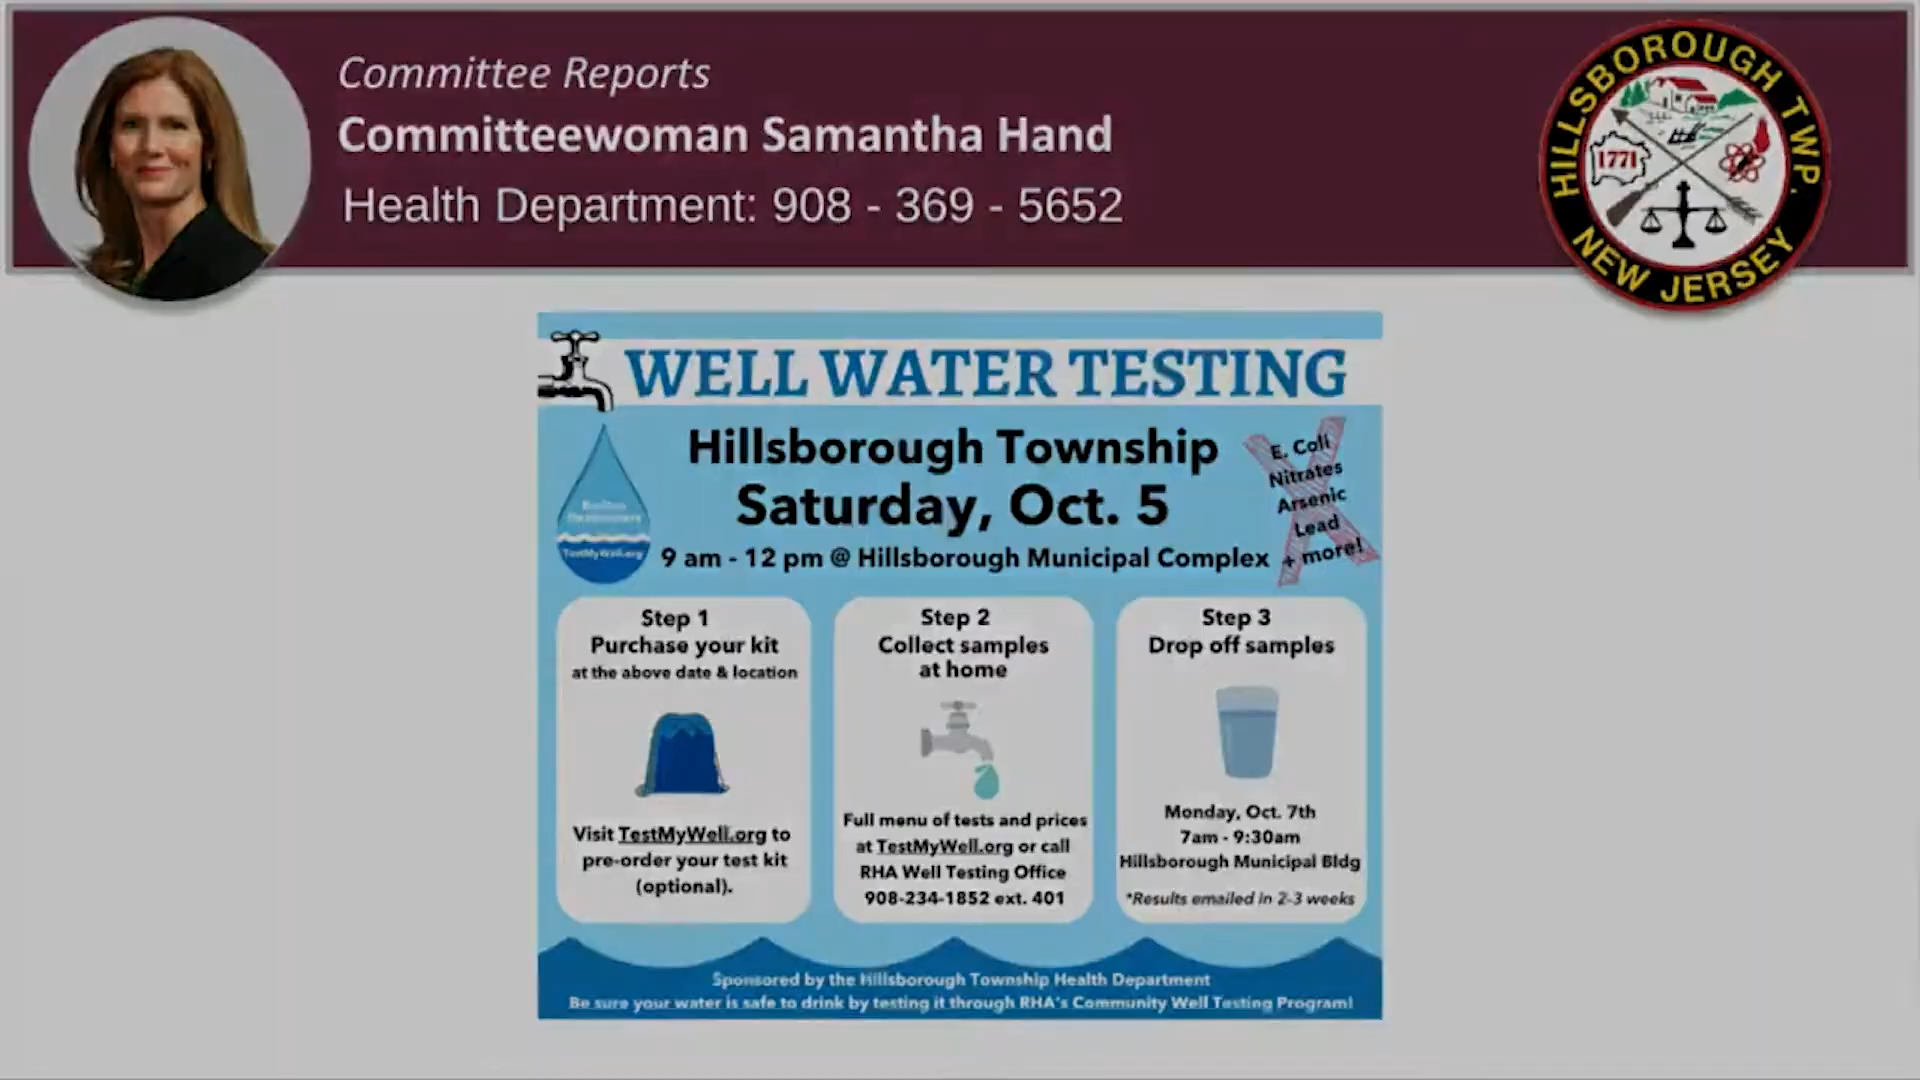 Committee Reports
Committeewoman Samantha Hand
Health Department: 908 - 369 - 5652
HILLSBOROUGH TWP.
1771
NEW JERSEY
WELL WATER TESTING
Hillsborough Township
Saturday, Oct. 5
9 am - 12 pm @ Hillsborough Municipal Complex
E. Coli
Nitrates
Arsenic
Lead
+ more!
TestMyWell.org
Step 1
Purchase your kit
at the above date & location
Visit TestMyWell.org to
pre-order your test kit
(optional).
Step 2
Collect samples
at home
Full menu of tests and prices
at TestMyWell.org or call
RHA Well Testing Office
908-234-1852 ext. 401
Step 3
Drop off samples
Monday, Oct. 7th
7am - 9:30am
Hillsborough Municipal Bldg
*Results emailed in 2-3 weeks
Sponsored by the Hillsborough Township Health Department
Be sure your water is safe to drink by testing it through RHA's Community Well Testing Program!